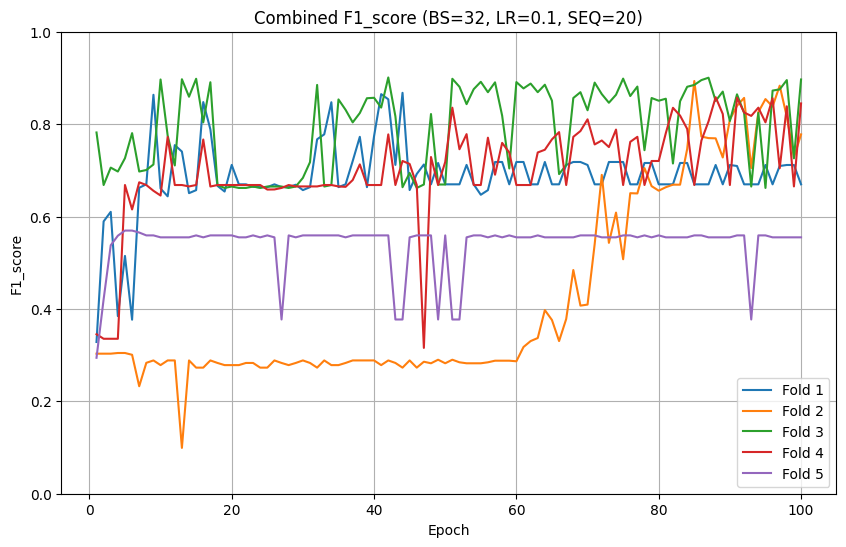 Combined F1_score (BS=32, LR=0.1, SEQ=20)
1.0
0.8
0.6
0.4
0.2
0.0
F1_score
0 20 40 60 80 100
Epoch
Fold 1
Fold 2
Fold 3
Fold 4
Fold 5